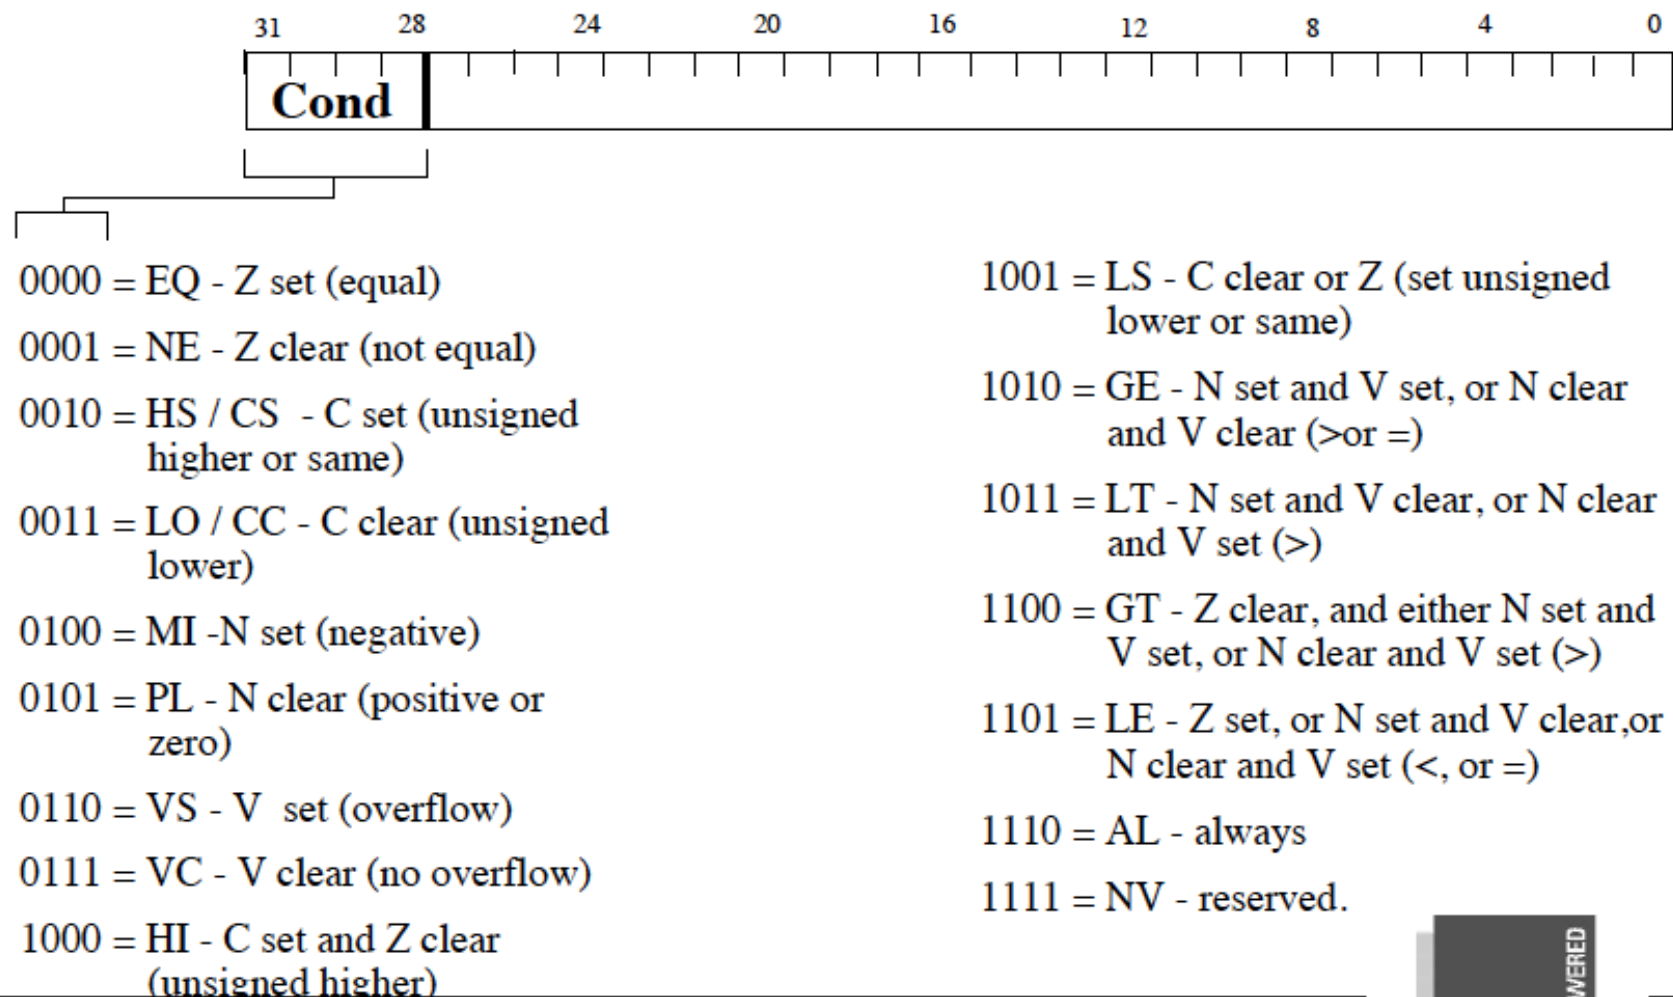 31 28 24 20 16 12 8 4 0
Cond
0000 = EQ - Z set (equal)
0001 = NE - Z clear (not equal)
0010 = HS / CS - C set (unsigned
higher or same)
0011 = LO / CC - C clear (unsigned
lower)
0100 = MI -N set (negative)
0101 = PL - N clear (positive or
zero)
0110 = VS - V set (overflow)
0111 = VC - V clear (no overflow)
1000 = HI - C set and Z clear
(unsigned higher)
1001 = LS - C clear or Z (set unsigned
lower or same)
1010 = GE - N set and V set, or N clear
and V clear (>or =)
1011 = LT - N set and V clear, or N clear
and V set (>)
1100 = GT - Z clear, and either N set and
V set, or N clear and V set (>)
1101 = LE - Z set, or N set and V clear,or
N clear and V set (<, or =)
1110 = AL - always
1111 = NV - reserved.